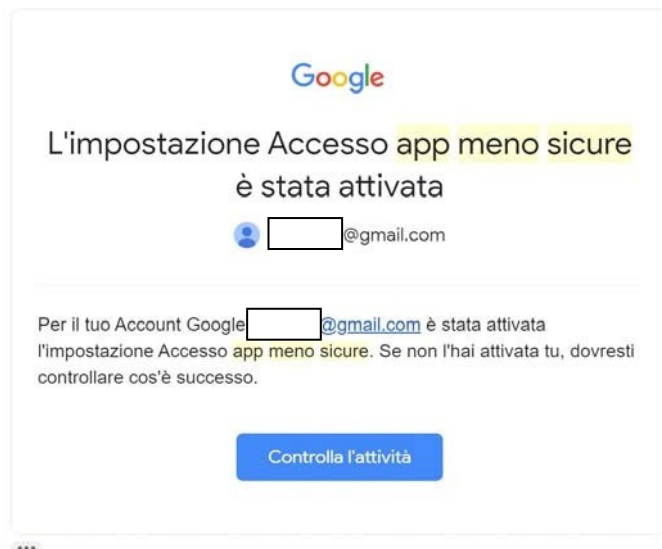 Google
L'impostazione Accesso app meno sicure
è stata attivata
@gmail.com
Per il tuo Account Google @gmail.com è stata attivata
l'impostazione Accesso app meno sicure. Se non l'hai attivata tu, dovresti
controllare cos'è successo.
Controlla l'attività